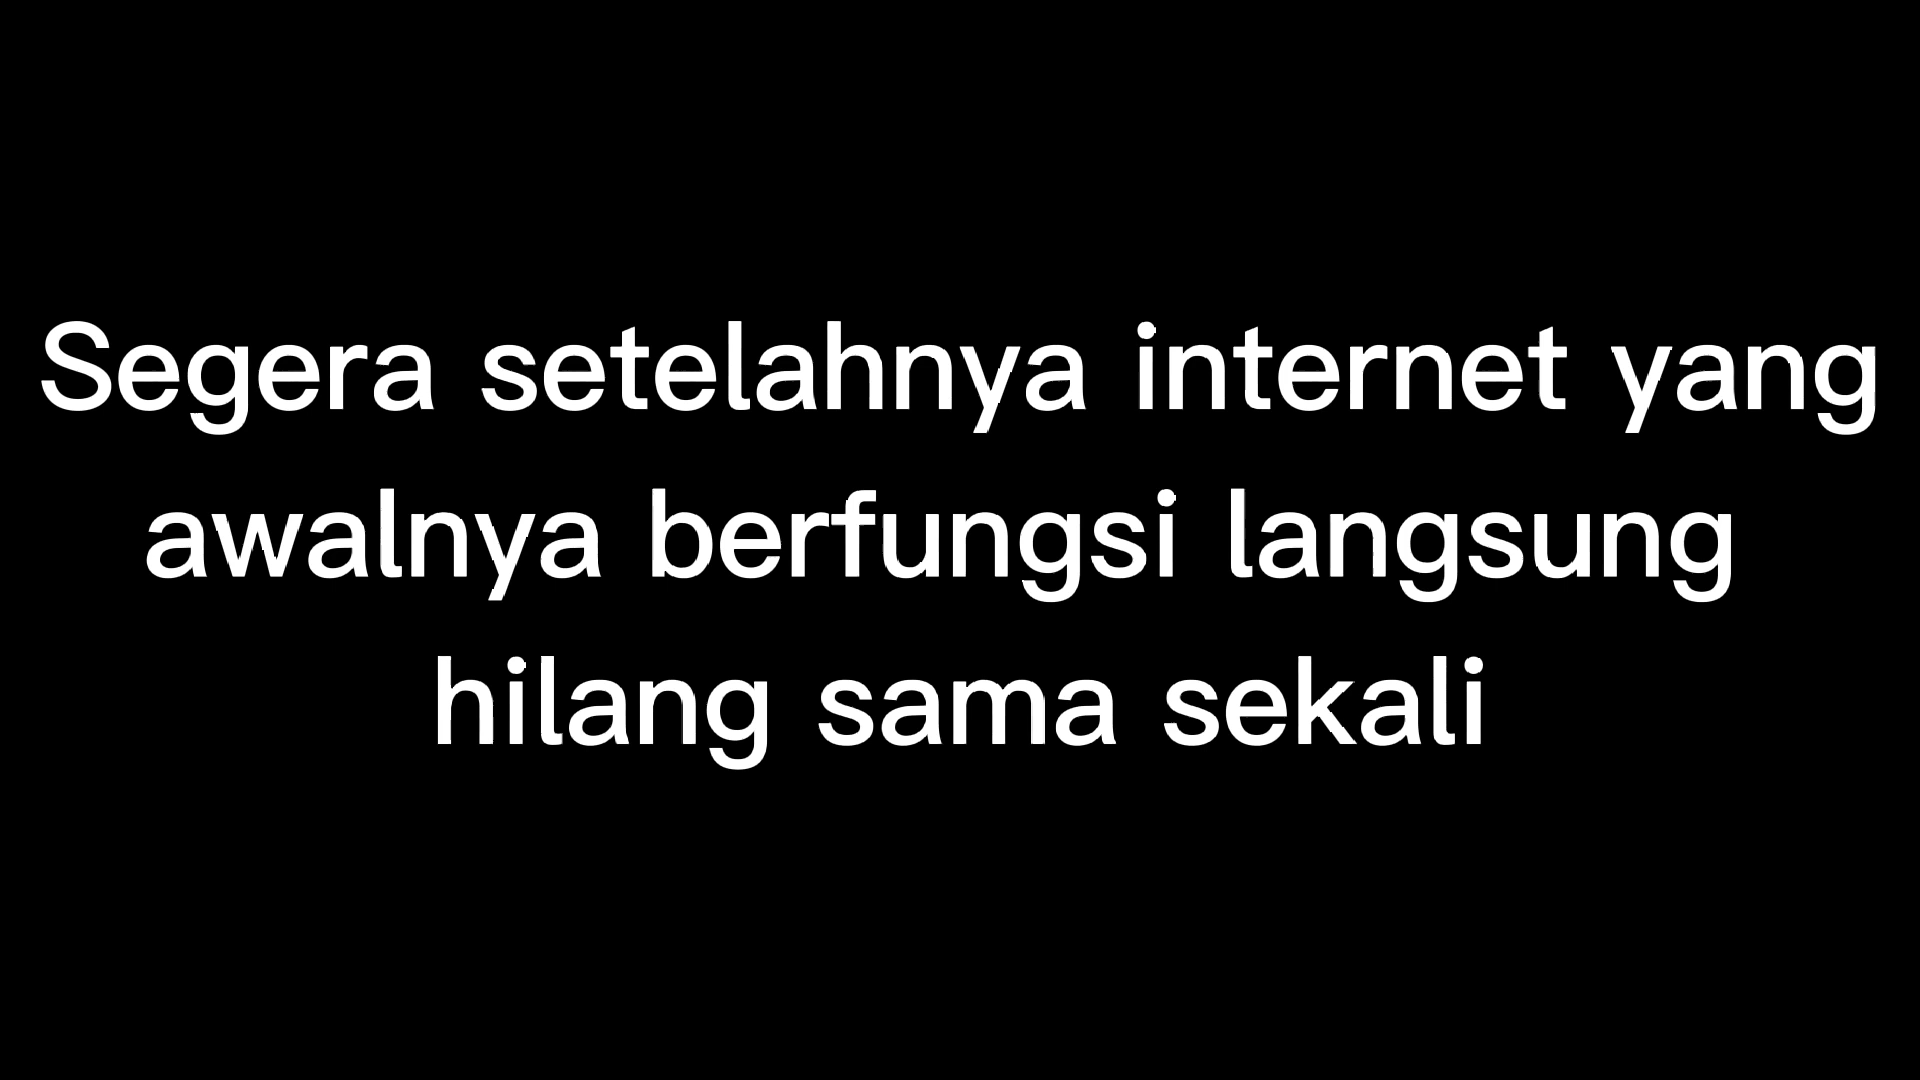 Segera setelahnya internet yang
awalnya berfungsi langsung
hilang sama sekali